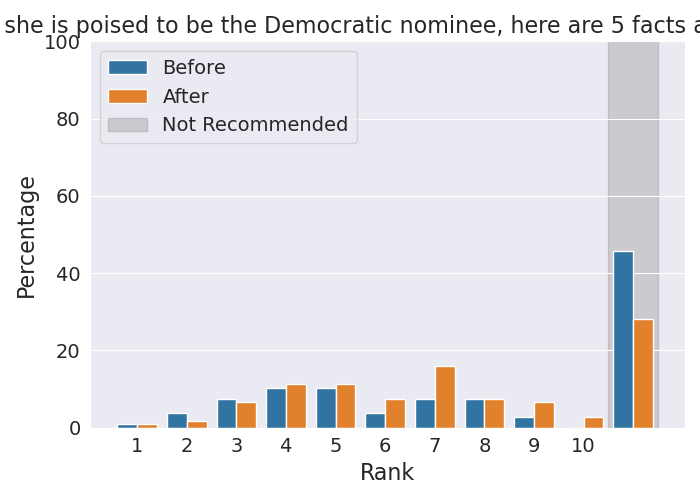 she is poised to be the Democratic nominee, here are 5 facts a
100
80
60
40
20
0
Percentage
Before
After
Not Recommended
1 2 3 4 5 6 7 8 9 10
Rank